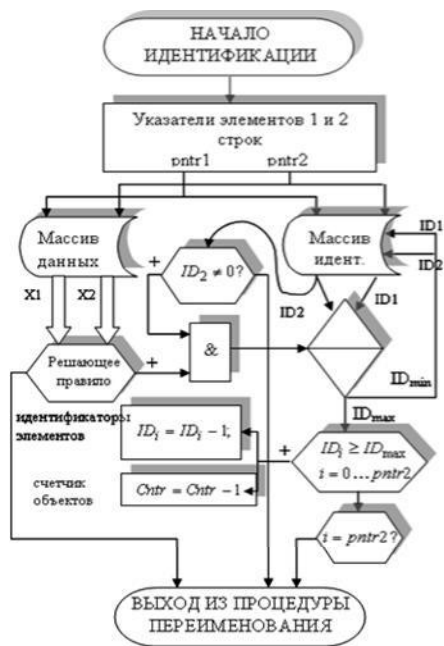 НАЧАЛО
ИДЕНТИФИКАЦИИ
Указатели элементов 1 и 2
строк
pntr1 pntr2
Массив
данных
Массив
идент.
ID1
ID2
X1 X2
+
ID₂ ≠ 0?
ID2
ID1
Решающее
правило
+
&
IDmin
идентификаторы
элементов
IDmax
IDᵢ = IDᵢ − 1,
+
IDᵢ ≥ IDmax
i = 0…pntr2
счетчик
объектов
Cntr = Cntr − 1
i = pntr2?
ВЫХОД ИЗ ПРОЦЕДУРЫ
ПЕРЕИМЕНОВАНИЯ